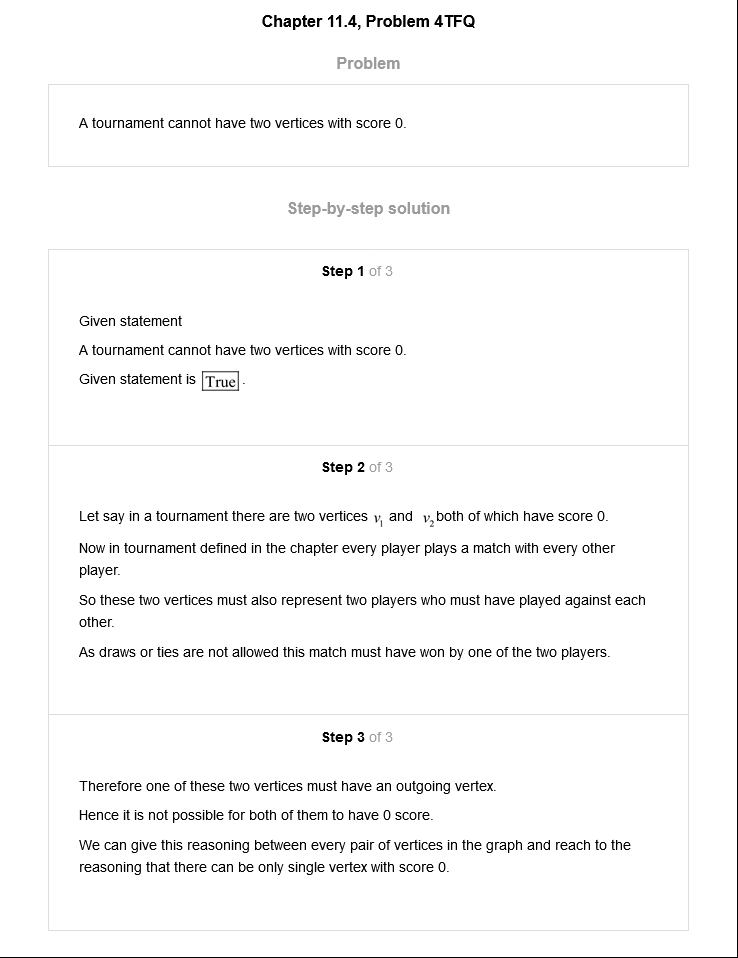 Chapter 11.4, Problem 4TFQ
Problem
A tournament cannot have two vertices with score 0.
Step-by-step solution
Step 1 of 3
Given statement
A tournament cannot have two vertices with score 0.
Given statement is True .
Step 2 of 3
Let say in a tournament there are two vertices v₁ and v₂ both of which have score 0.
Now in tournament defined in the chapter every player plays a match with every other
player.
So these two vertices must also represent two players who must have played against each
other.
As draws or ties are not allowed this match must have won by one of the two players.
Step 3 of 3
Therefore one of these two vertices must have an outgoing vertex.
Hence it is not possible for both of them to have 0 score.
We can give this reasoning between every pair of vertices in the graph and reach to the
reasoning that there can be only single vertex with score 0.